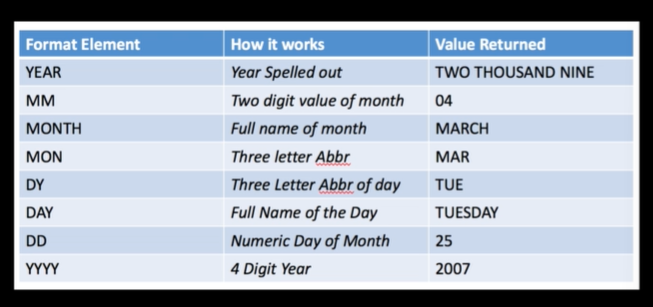 Format Element How it works Value Returned
YEAR Year Spelled out TWO THOUSAND NINE
MM Two digit value of month 04
MONTH Full name of month MARCH
MON Three letter Abbr MAR
DY Three Letter Abbr of day TUE
DAY Full Name of the Day TUESDAY
DD Numeric Day of Month 25
YYYY 4 Digit Year 2007